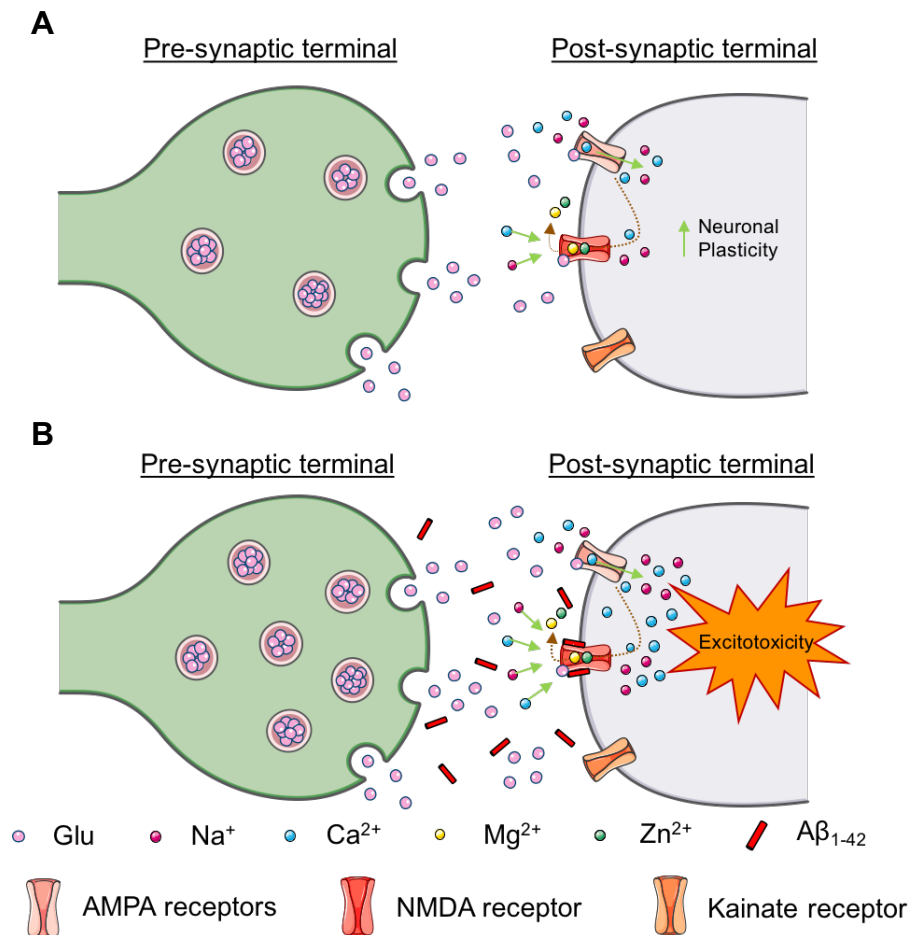 A
Pre-synaptic terminal
Post-synaptic terminal
Neuronal
Plasticity
B
Pre-synaptic terminal
Post-synaptic terminal
Excitotoxicity
Glu
Na⁺
Ca²⁺
Mg²⁺
Zn²⁺
Aβ₁₋₄₂
AMPA receptors
NMDA receptor
Kainate receptor